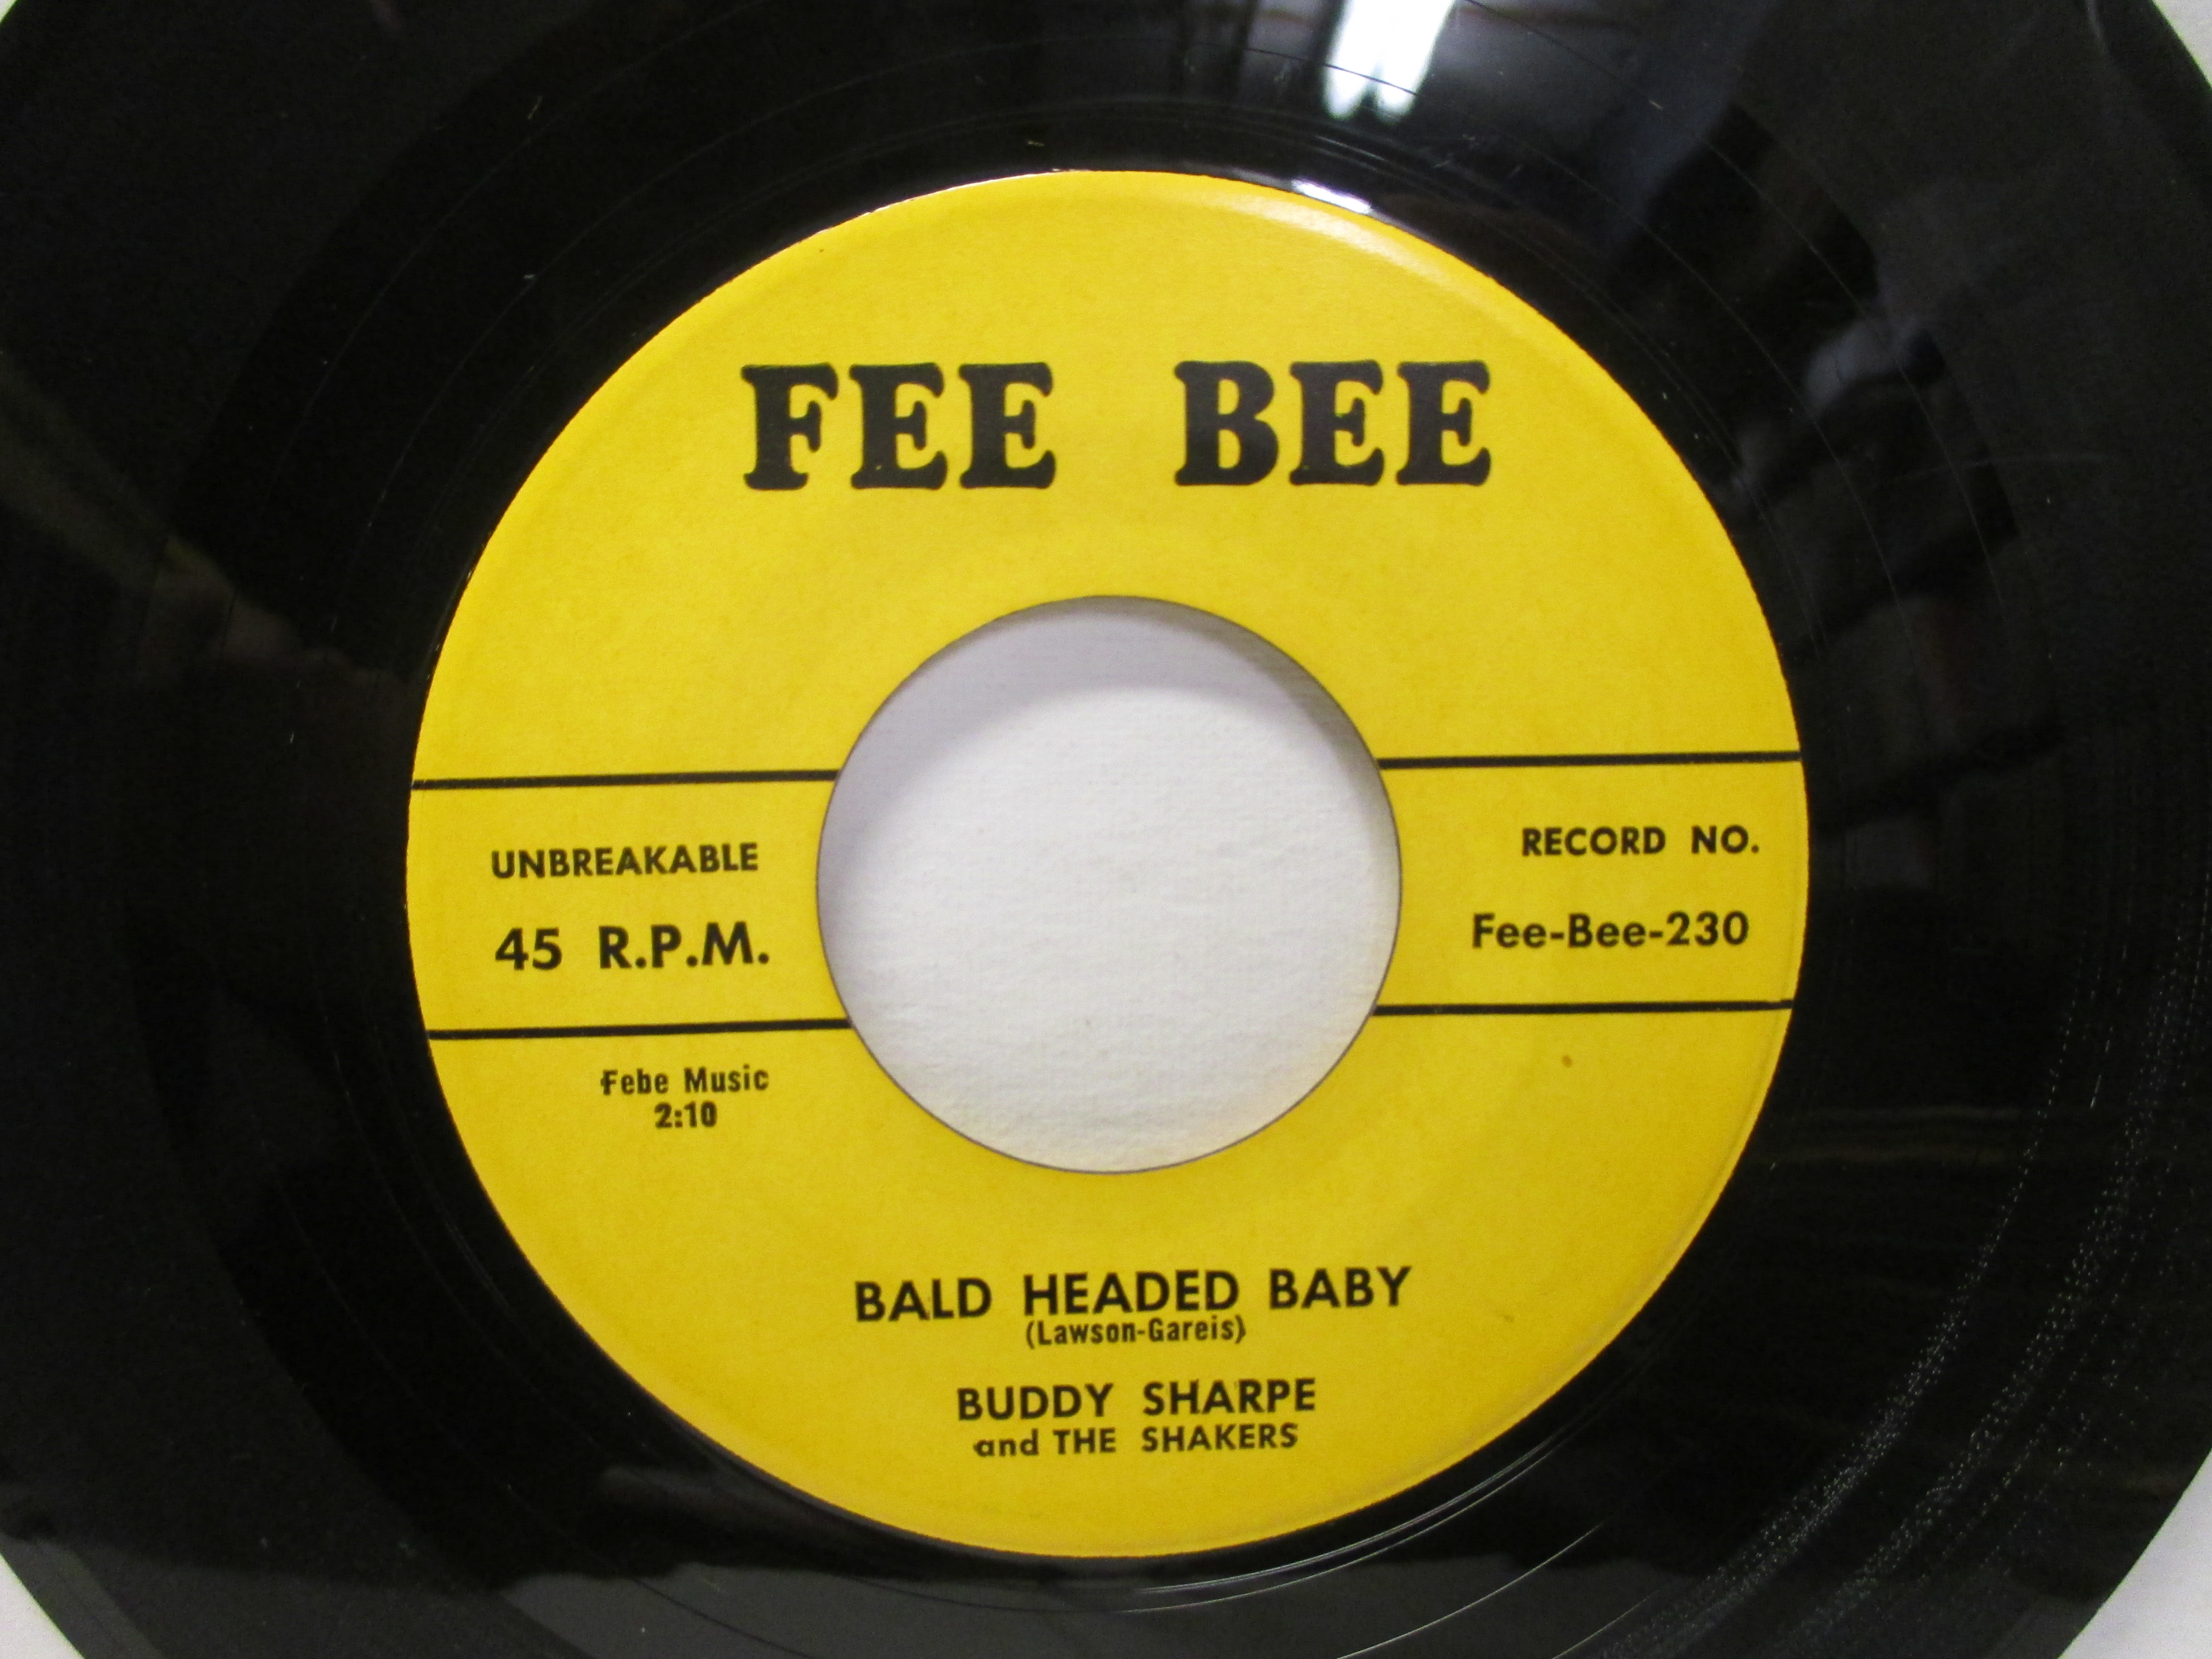 FEE BEE
UNBREAKABLE
45 R.P.M.
RECORD NO.
Fee-Bee-230
Febe Music
2:10
BALD HEADED BABY
(Lawson-Gareis)
BUDDY SHARPE
and THE SHAKERS